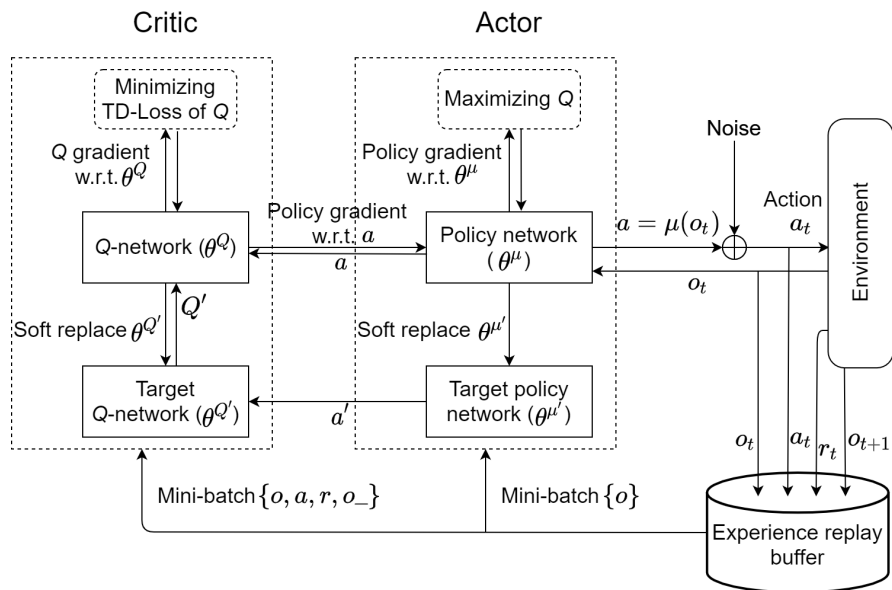 Critic
Actor
Minimizing
TD-Loss of Q
Maximizing Q
Noise
Q gradient
w.r.t. θ^Q
Policy gradient
w.r.t. θ^μ
Policy gradient
w.r.t. a
Q-network (θ^Q)
a
Policy network
(θ^μ)
a = μ(o_t)
Action
a_t
o_t
Environment
Q′
Soft replace θ^Q′
Soft replace θ^μ′
Target
Q-network (θ^Q′)
a′
Target policy
network (θ^μ′)
o_t
a_t
r_t
o_{t+1}
Mini-batch {o, a, r, o_}
Mini-batch {o}
Experience replay
buffer